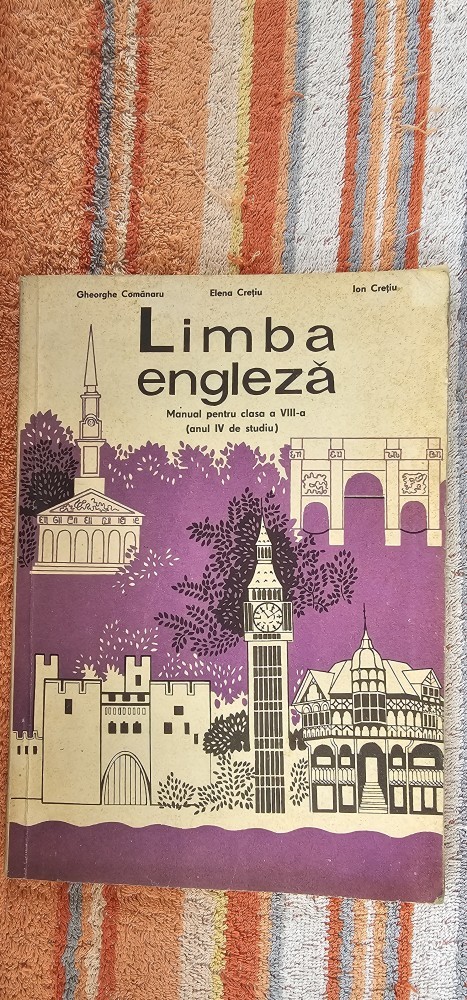 Gheorghe Comănaru Elena Crețiu Ion Crețiu
Limba
engleză
Manual pentru clasa a VIII-a
(anul IV de studiu)